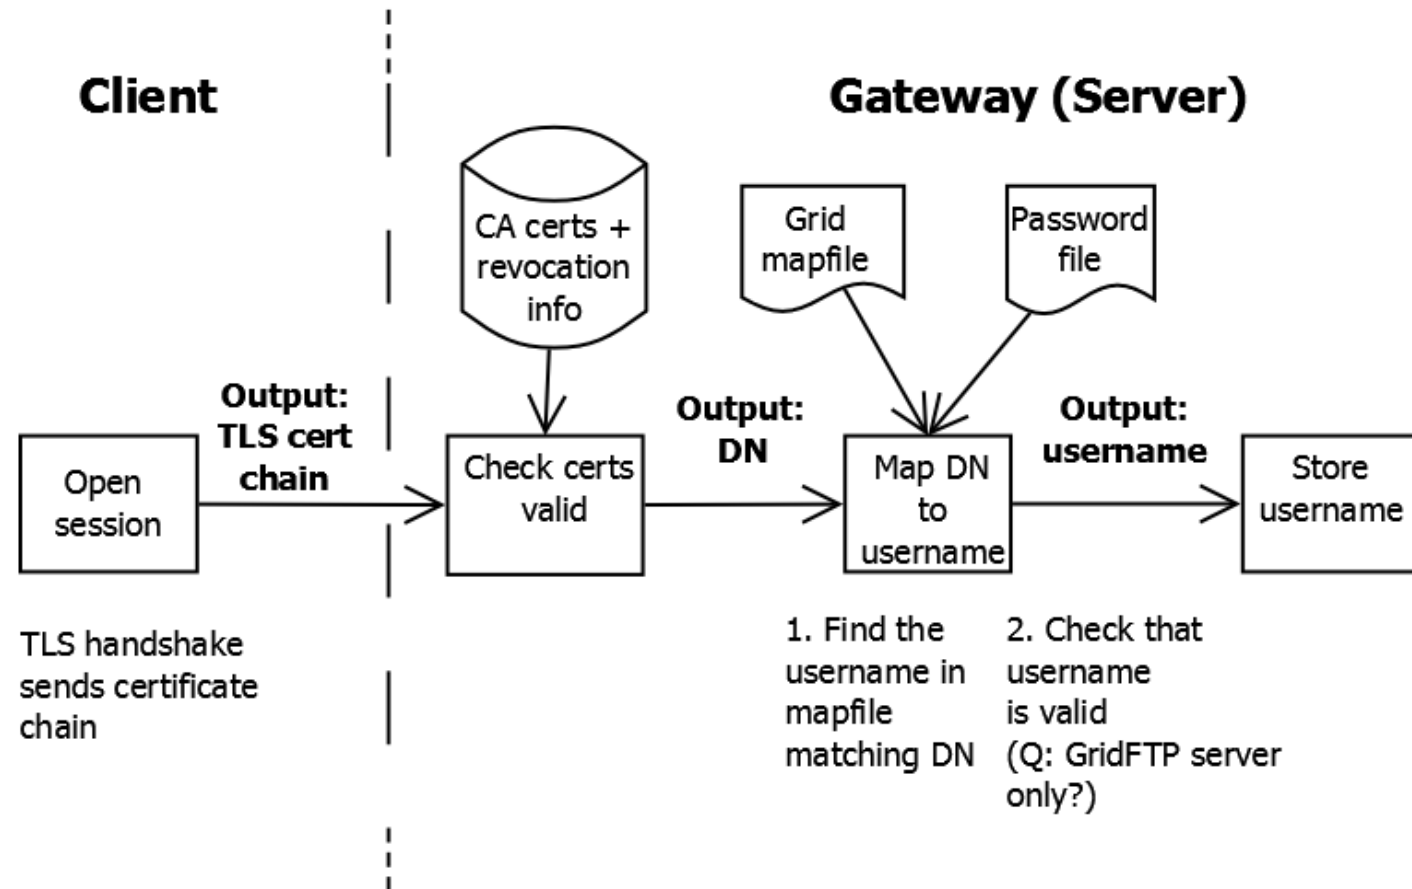 Client
Gateway (Server)
CA certs +
revocation
info
Grid
mapfile
Password
file
Output:
TLS cert
chain
Output:
DN
Output:
username
Open
session
Check certs
valid
Map DN
to
username
Store
username
TLS handshake
sends certificate
chain
1. Find the
username in
mapfile
matching DN
2. Check that
username
is valid
(Q: GridFTP server
only?)